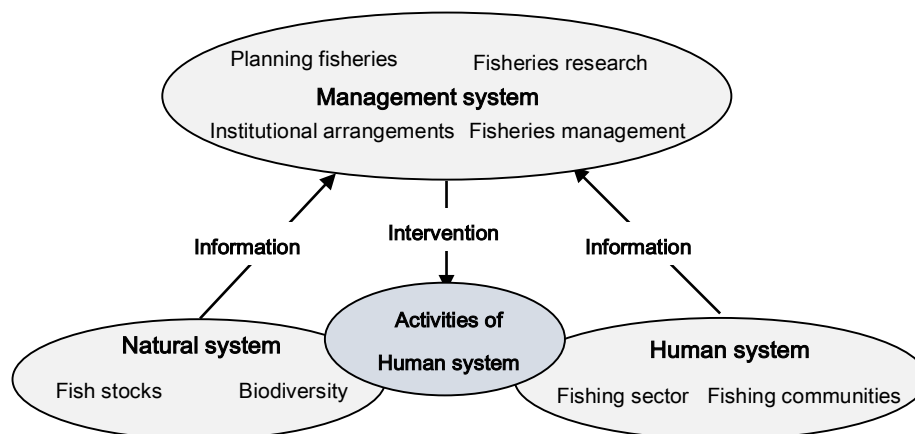 Planning fisheries
Fisheries research
Management system
Institutional arrangements
Fisheries management
Information
Intervention
Information
Activities of
Human system
Natural system
Fish stocks
Biodiversity
Human system
Fishing sector
Fishing communities